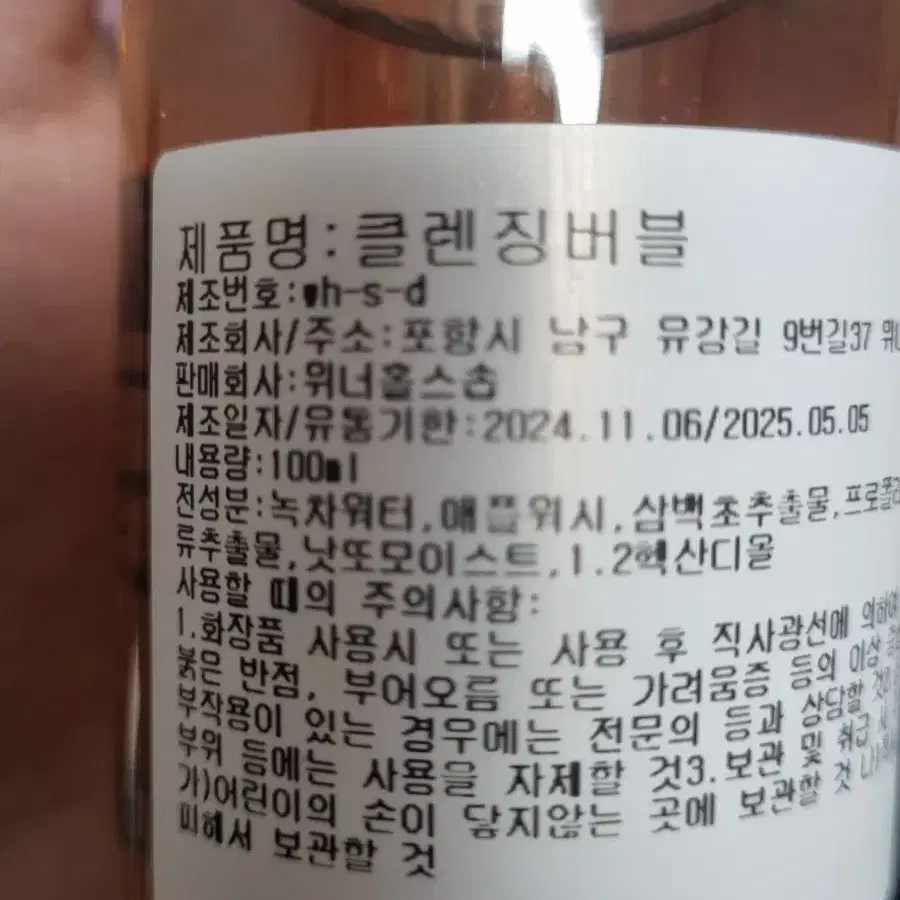 제품명:클렌징버블
제조번호:wh-s-d
제조회사/주소:포항시 남구 유강길 9번길37 위너
판매회사:위너홀스숍
제조일자/유통기한:2024.11.06/2025.05.05
내용량:100ml
전성분:녹차워터,애플워시,삼백초추출물,프로폴리
류추출물,낫또모이스트,1.2헥산디몰
사용할 때의 주의사항:
1.화장품 사용시 또는 사용 후 직사광선에 의하여
붉은 반점, 부어오름 또는 가려움증 등의 이상
부작용이 있는 경우에는 전문의 등과 상담할 것
부위 등에는 사용을 자제할 것3.보관 및 취급
가)어린이의 손이 닿지않는 곳에 보관할 것
피해서 보관할 것